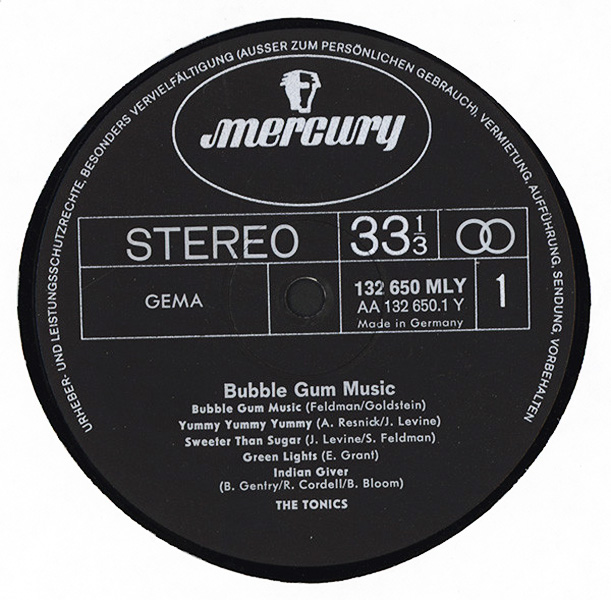 URHEBER- UND LEISTUNGSSCHUTZRECHTE, BESONDERS VERVIELFÄLTIGUNG (AUSSER ZUM PERSÖNLICHEN GEBRAUCH), VERMIETUNG, AUFFÜHRUNG, SENDUNG, VORBEHALTEN
mercury
STEREO
33 1/3
GEMA
132 650 MLY
AA 132 650.1 Y
Made in Germany
1
Bubble Gum Music
Bubble Gum Music (Feldman/Goldstein)
Yummy Yummy Yummy (A. Resnick/J. Levine)
Sweeter Than Sugar (J. Levine/S. Feldman)
Green Lights (E. Grant)
Indian Giver
(B. Gentry/R. Cordell/B. Bloom)
THE TONICS